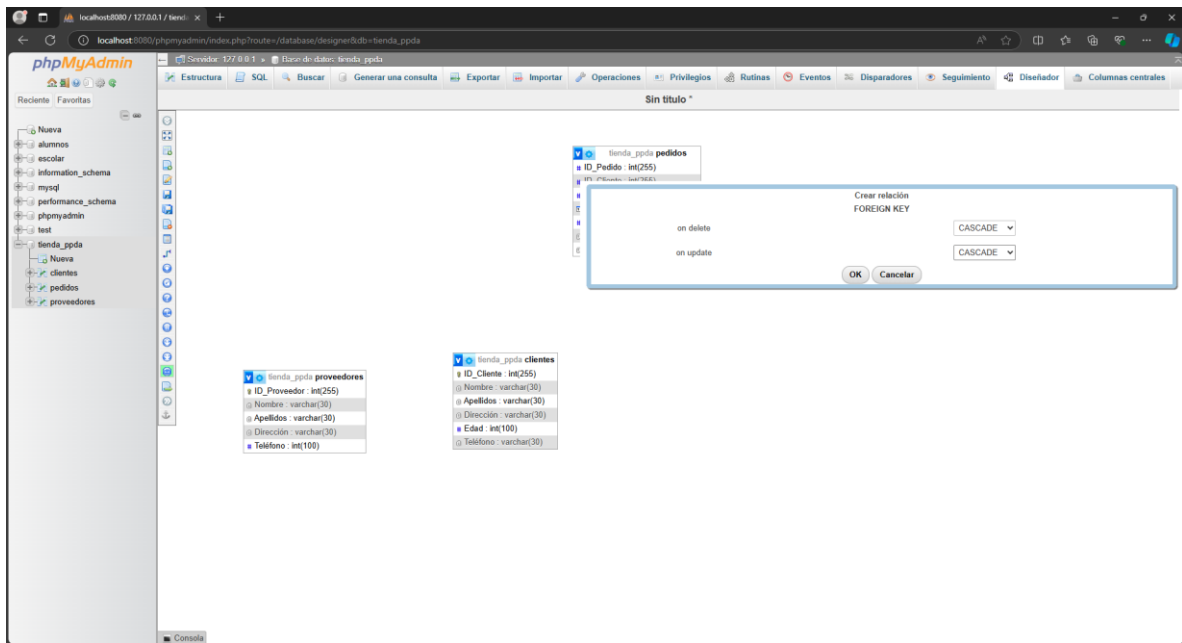 localhost:8080 / 127.0.0.1 / tiend
localhost:8080/phpmyadmin/index.php?route=/database/designer&db=tienda_ppda
phpMyAdmin
Reciente Favoritas
Nueva
alumnos
escolar
information_schema
mysql
performance_schema
phpmyadmin
test
tienda_ppda
Nueva
clientes
pedidos
proveedores
Servidor: 127.0.0.1 » Base de datos: tienda_ppda
Estructura SQL Buscar Generar una consulta Exportar Importar Operaciones Privilegios Rutinas Eventos Disparadores Seguimiento Diseñador Columnas centrales
Sin título *
tienda_ppda pedidos
ID_Pedido : int(255)
ID_Cliente : int(255)
Crear relación
FOREIGN KEY
on delete CASCADE
on update CASCADE
OK Cancelar
tienda_ppda proveedores
ID_Proveedor : int(255)
Nombre : varchar(30)
Apellidos : varchar(30)
Dirección : varchar(30)
Teléfono : int(100)
tienda_ppda clientes
ID_Cliente : int(255)
Nombre : varchar(30)
Apellidos : varchar(30)
Dirección : varchar(30)
Edad : int(100)
Teléfono : varchar(30)
Consola